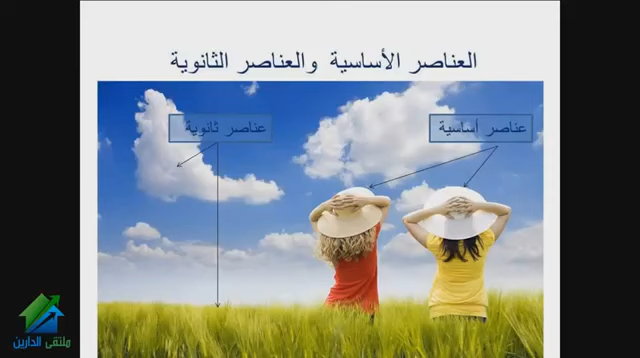 العناصر الأساسية والعناصر الثانوية
عناصر أساسية
عناصر ثانوية
ملتقى الدارين